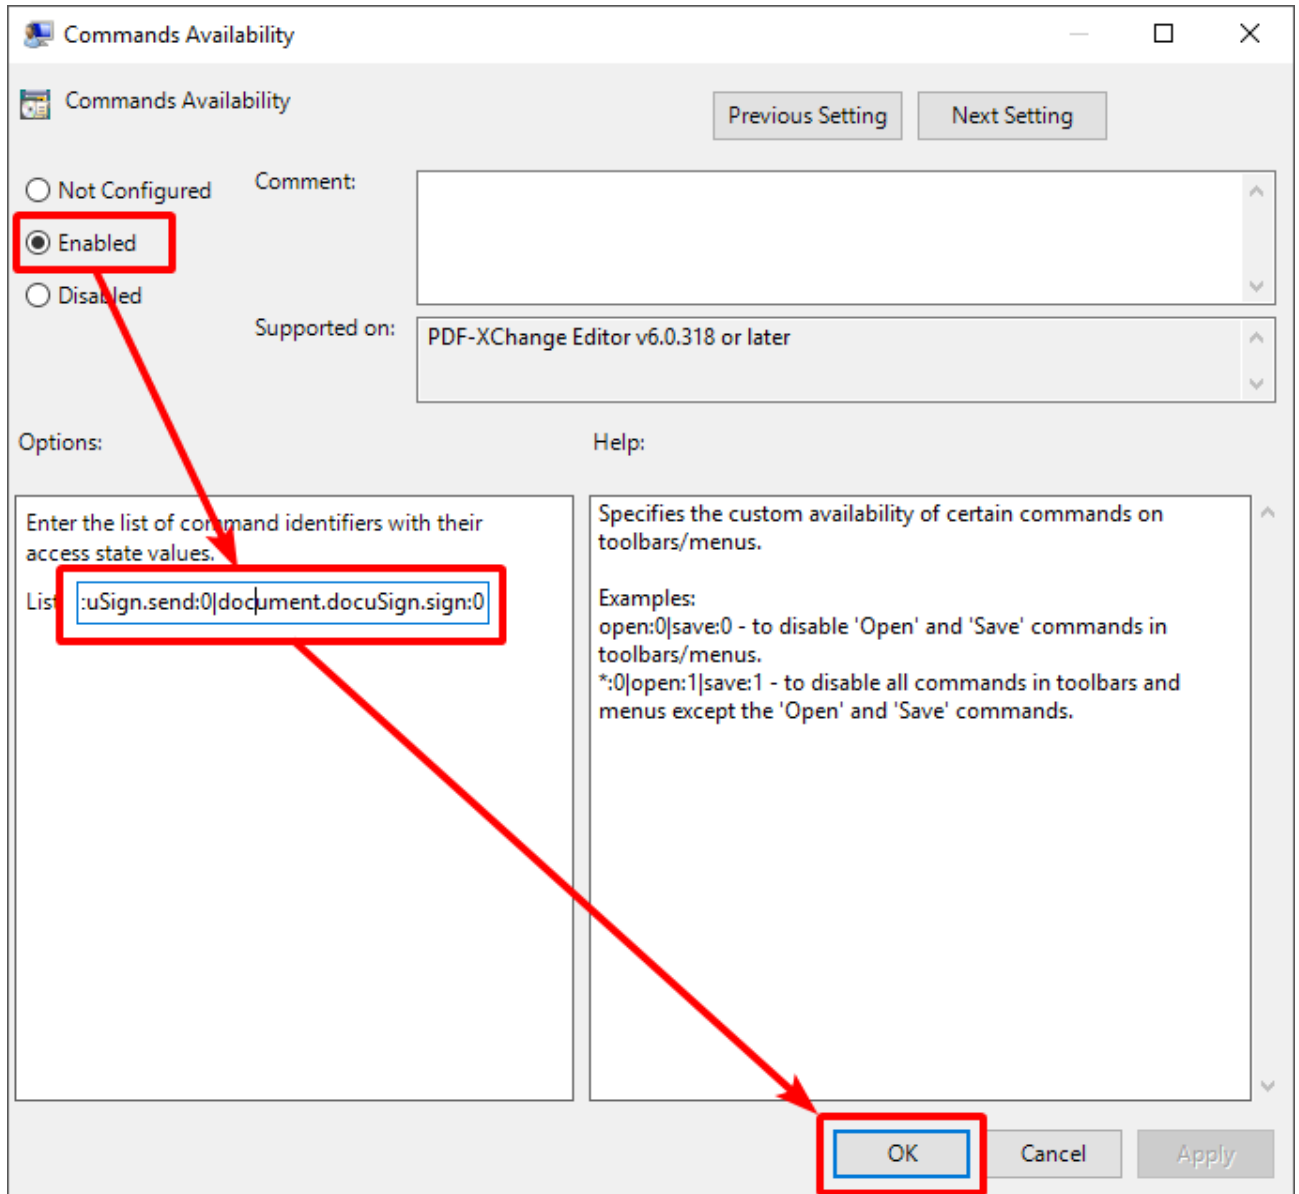 Commands Availability
Commands Availability
Previous Setting
Next Setting
Not Configured
Comment:
Enabled
Disabled
Supported on:
PDF-XChange Editor v6.0.318 or later
Options:
Help:
Enter the list of command identifiers with their
access state values.
List
:uSign.send:0|document.docuSign.sign:0
Specifies the custom availability of certain commands on
toolbars/menus.
Examples:
open:0|save:0 - to disable 'Open' and 'Save' commands in
toolbars/menus.
*:0|open:1|save:1 - to disable all commands in toolbars and
menus except the 'Open' and 'Save' commands.
OK
Cancel
Apply